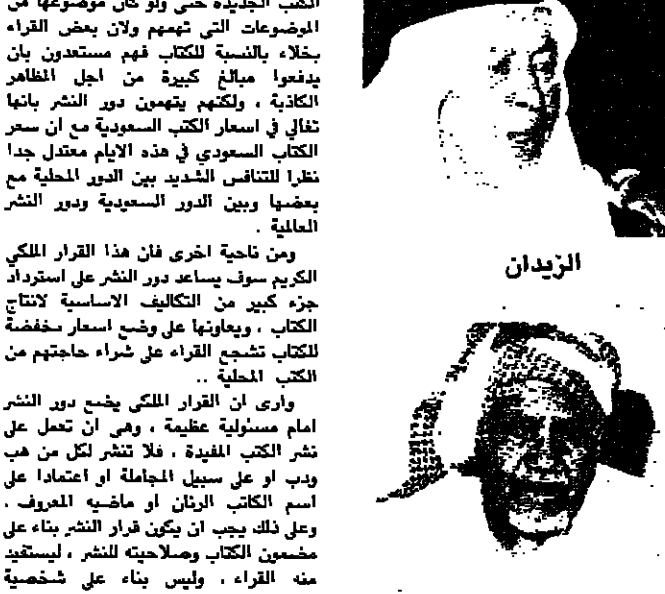 الكتب الجديدة حتى ولو كان موضوعها من
الموضوعات التى تهمهم ولان بعض القراء
بخلاء بالنسبة للكتاب فهم مستعدون بان
يدفعوا مبالغ كبيرة من اجل المظاهر
الكاذبة ، ولكنهم يتهمون دور النشر بانها
تغالي في اسعار الكتب السعودية مع ان سعر
الكتاب السعودي في هذه الايام معتدل جدا
نظرا للتنافس الشديد بين الدور المحلية مع
بعضها وبين الدور السعودية ودور النشر
العالمية .
ومن ناحية اخرى فان هذا القرار الملكي
الكريم سوف يساعد دور النشر على استرداد
جزء كبير من التكاليف الاساسية لانتاج
الكتاب ، ويعاونها على وضع اسعار مخفضة
للكتاب تشجع القراء على شراء حاجتهم من
الكتب المحلية ..
وارى ان القرار الملكى يضع دور النشر
امام مسئولية عظيمة ، وهى ان تعمل على
نشر الكتب المفيدة ، فلا تنشر لكل من هب
ودب او على سبيل المجاملة او اعتمادا على
اسم الكاتب الرنان او ماضيه المعروف .
وعلى ذلك يجب ان يكون قرار النشر بناء على
مضمون الكتاب وصلاحيته للنشر ، ليستفيد
منه القراء ، وليس بناء على شخصية
الزيدان